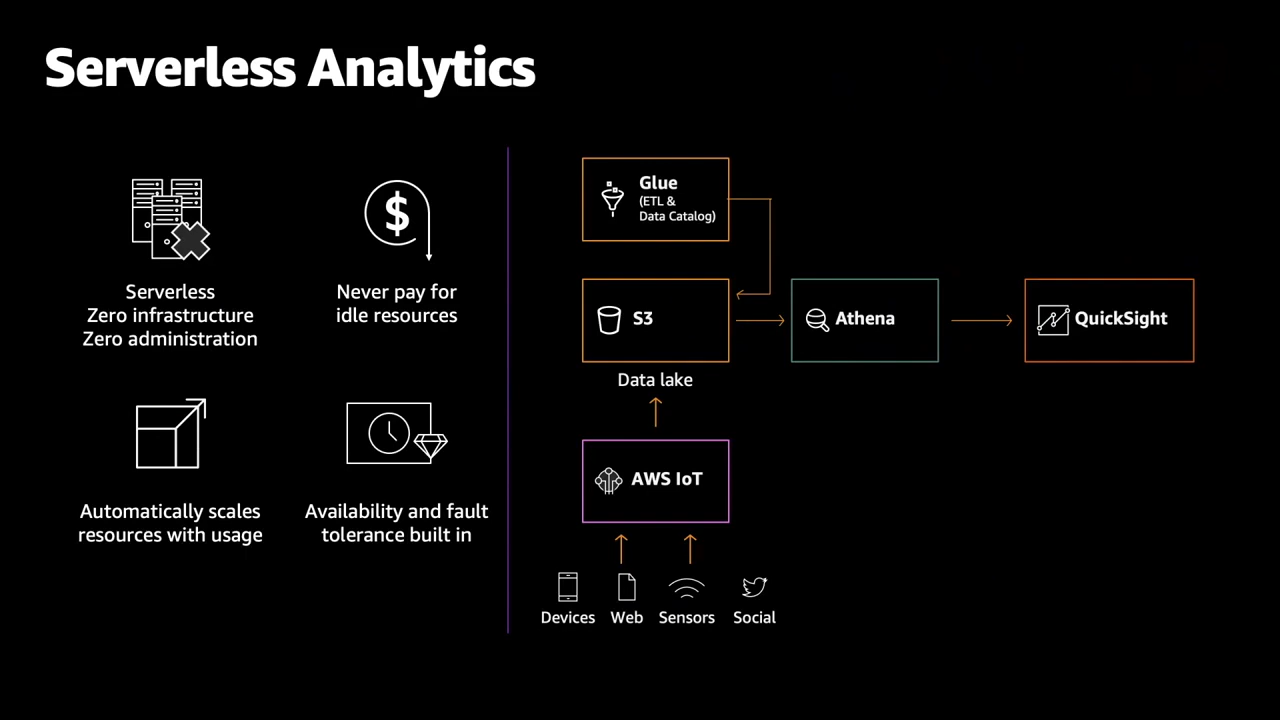 Serverless Analytics
Serverless
Zero infrastructure
Zero administration
Never pay for
idle resources
Automatically scales
resources with usage
Availability and fault
tolerance built in
Glue
(ETL &
Data Catalog)
S3
Data lake
Athena
QuickSight
AWS IoT
Devices
Web
Sensors
Social